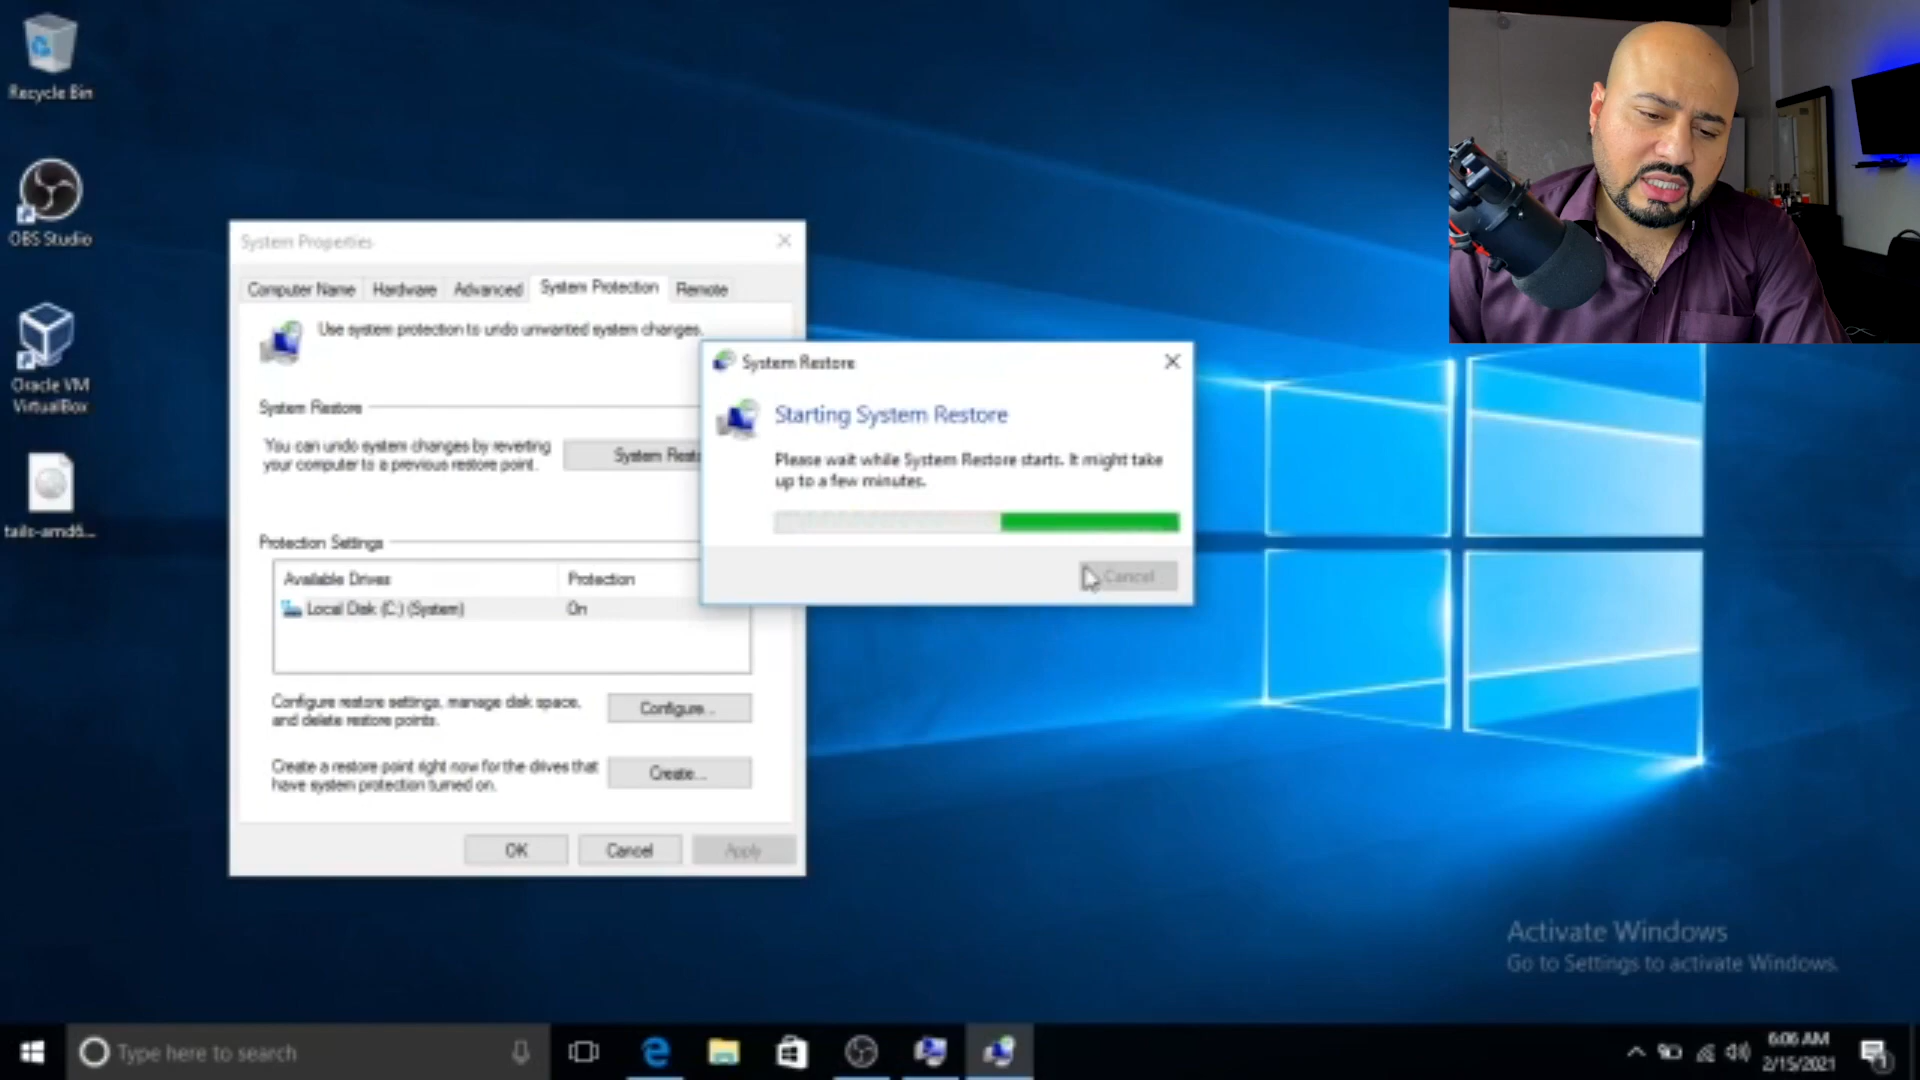 Recycle Bin
OBS Studio
Oracle VM
VirtualBox
tails-amd6...
System Properties
Computer Name
Hardware
Advanced
System Protection
Remote
Use system protection to undo unwanted system changes.
System Restore
You can undo system changes by reverting
your computer to a previous restore point.
System Resto
Protection Settings
Available Drives
Protection
Local Disk (C:) (System)
On
Configure restore settings, manage disk space,
and delete restore points.
Configure...
Create a restore point right now for the drives that
have system protection turned on.
Create...
OK
Cancel
Apply
System Restore
Starting System Restore
Please wait while System Restore starts. It might take
up to a few minutes.
Cancel
Activate Windows
Go to Settings to activate Windows.
Type here to search
6:06 AM
2/15/2021
1